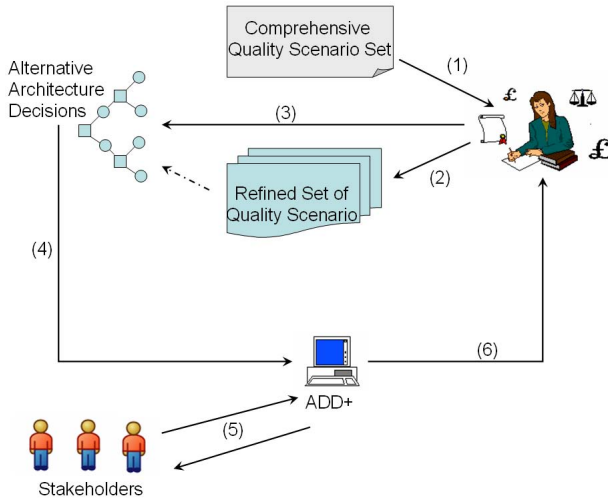 Comprehensive
Quality Scenario Set
(1)
Alternative
Architecture
Decisions
£
(3)
£
(2)
Refined Set of
Quality Scenario
(4)
(6)
ADD+
(5)
Stakeholders